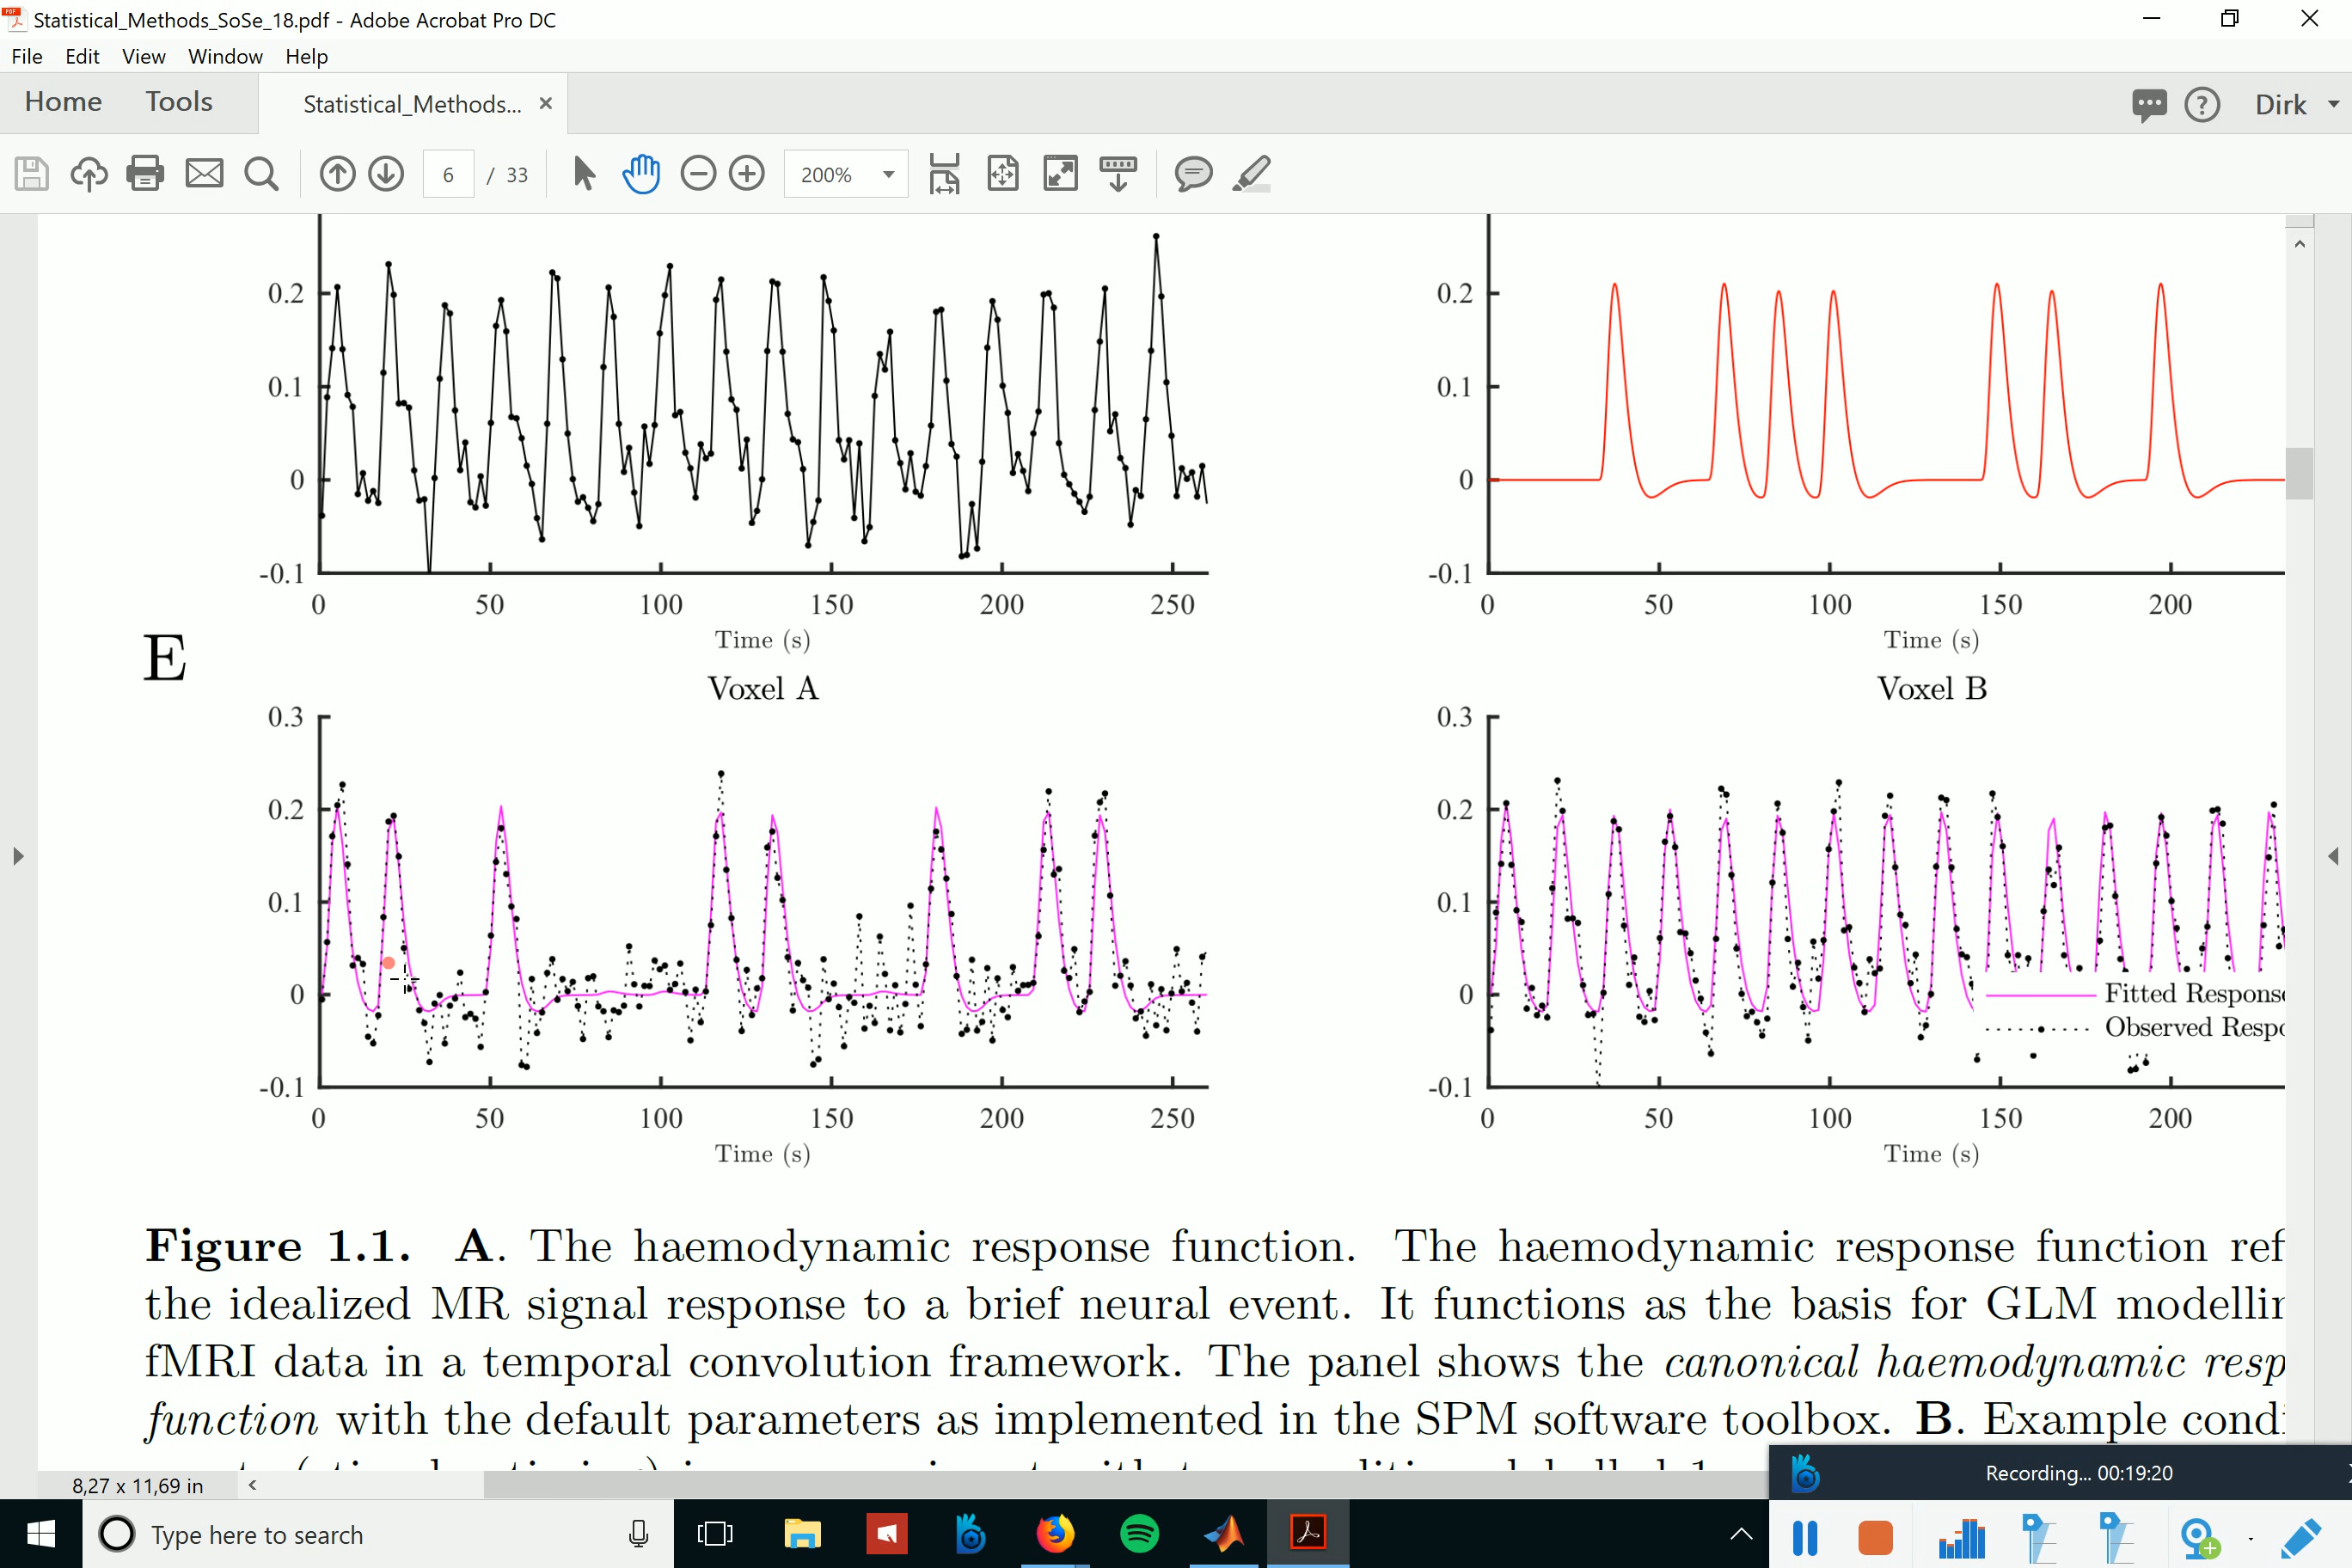 Statistical_Methods_SoSe_18.pdf - Adobe Acrobat Pro DC
File Edit View Window Help
Home Tools Statistical_Methods... × Dirk
6 / 33 200%
0.2 0.2
0.1 0.1
0 0
-0.1 -0.1
0 50 100 150 200 250 0 50 100 150 200
Time (s) Time (s)
E
Voxel A Voxel B
0.3 0.3
0.2 0.2
0.1 0.1
0 0 Fitted Response
Observed Respo
-0.1 -0.1
0 50 100 150 200 250 0 50 100 150 200
Time (s) Time (s)
Figure 1.1. A. The haemodynamic response function. The haemodynamic response function ref
the idealized MR signal response to a brief neural event. It functions as the basis for GLM modellin
fMRI data in a temporal convolution framework. The panel shows the canonical haemodynamic resp
function with the default parameters as implemented in the SPM software toolbox. B. Example condi
8,27 x 11,69 in
Recording... 00:19:20
Type here to search